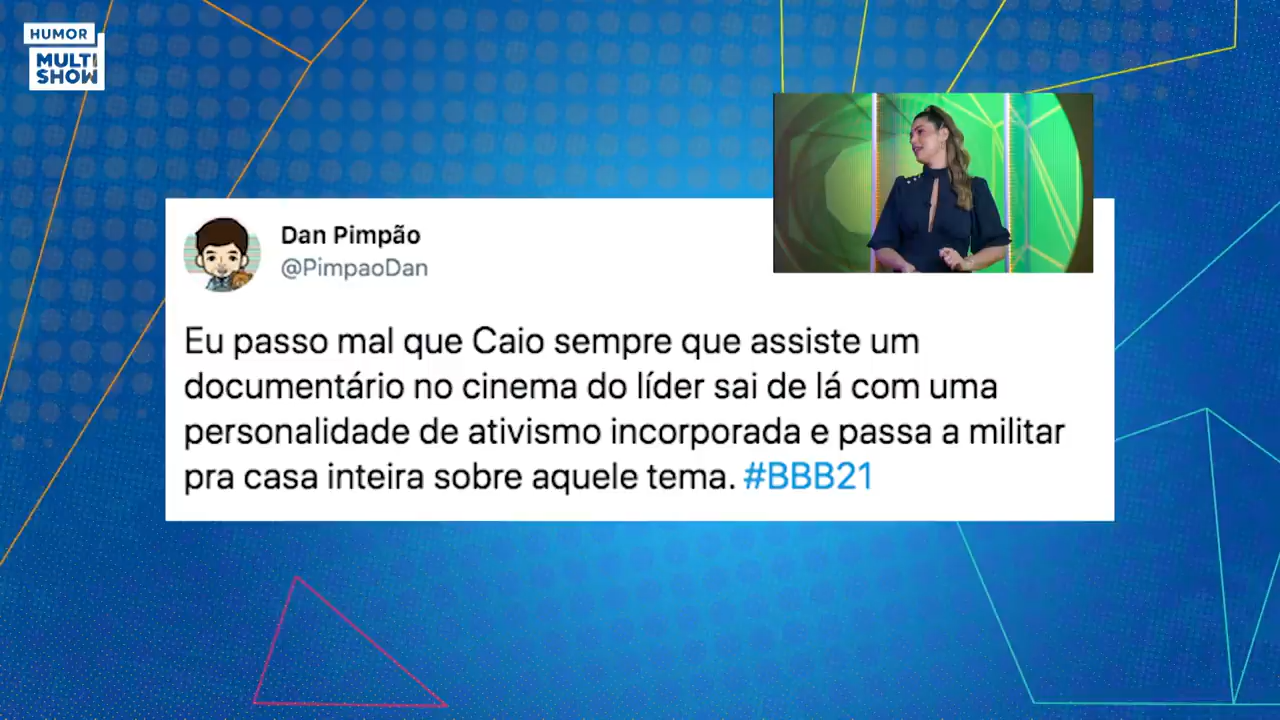 HUMOR
MULTI
SHOW
Dan Pimpão
@PimpaoDan
Eu passo mal que Caio sempre que assiste um
documentário no cinema do líder sai de lá com uma
personalidade de ativismo incorporada e passa a militar
pra casa inteira sobre aquele tema. #BBB21